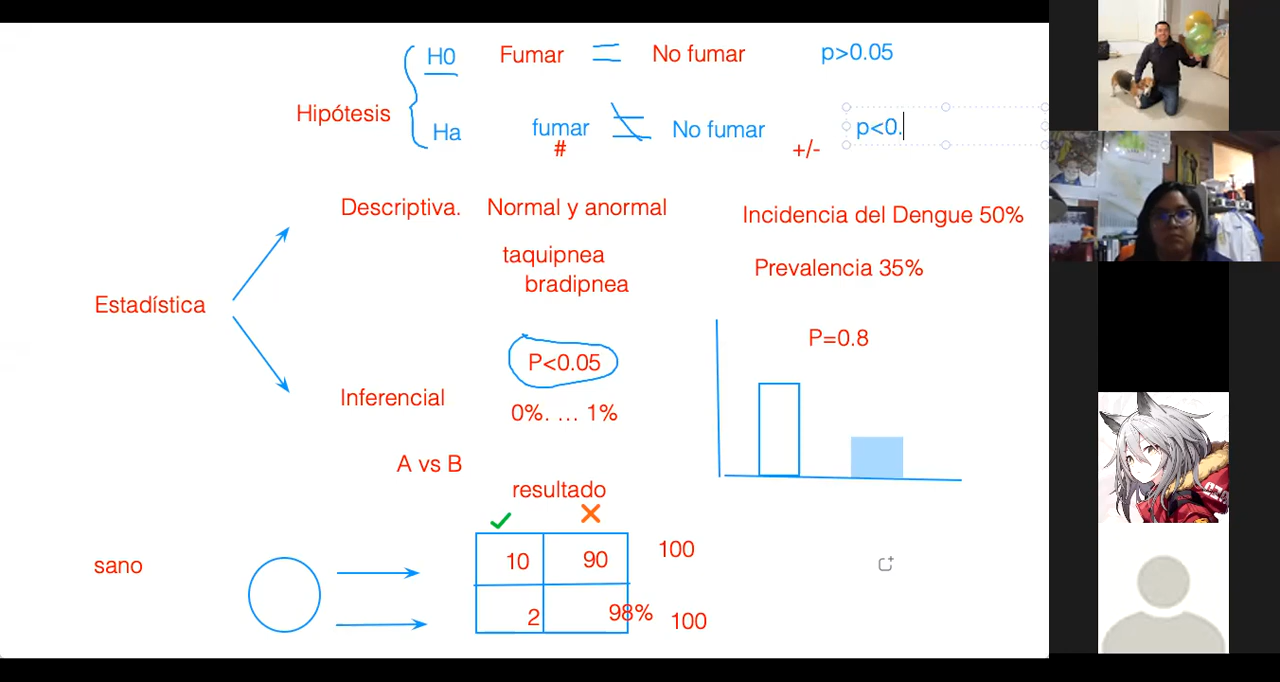 H0 Fumar = No fumar p>0.05
Hipótesis
Ha fumar ≠ No fumar p<0.
# +/-
Descriptiva. Normal y anormal Incidencia del Dengue 50%
taquipnea
Prevalencia 35%
bradipnea
Estadística
P=0.8
P<0.05
Inferencial
0%. ... 1%
A vs B
resultado
✓ ✕
10 90 100
sano
2 98% 100